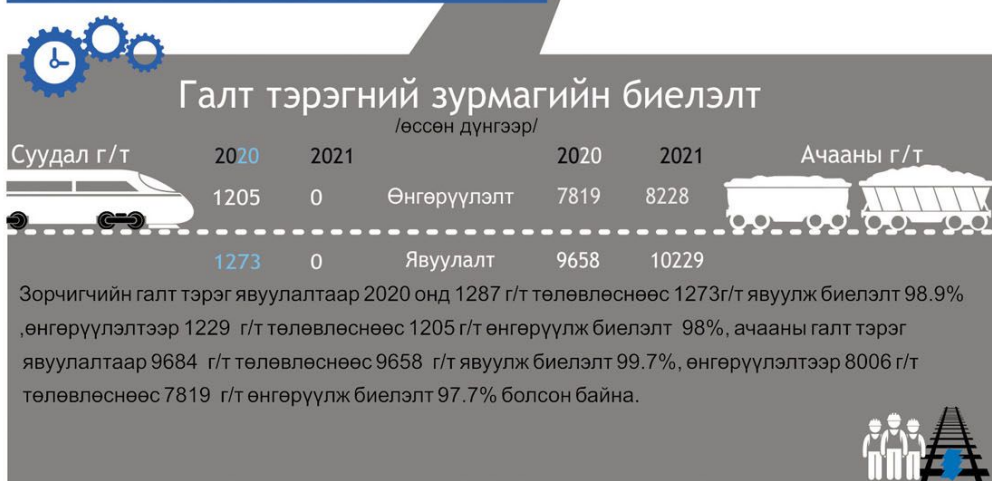 Галт тэрэгний зурмагийн биелэлт
/өссөн дүнгээр/
Суудал г/т 2020 2021 2020 2021 Ачааны г/т
1205 0 Өнгөрүүлэлт 7819 8228
1273 0 Явуулалт 9658 10229
Зорчигчийн галт тэрэг явуулалтаар 2020 онд 1287 г/т төлөвлөснөөс 1273г/т явуулж биелэлт 98.9%
,өнгөрүүлэлтээр 1229 г/т төлөвлөснөөс 1205 г/т өнгөрүүлж биелэлт 98%, ачааны галт тэрэг
явуулалтаар 9684 г/т төлөвлөснөөс 9658 г/т явуулж биелэлт 99.7%, өнгөрүүлэлтээр 8006 г/т
төлөвлөснөөс 7819 г/т өнгөрүүлж биелэлт 97.7% болсон байна.